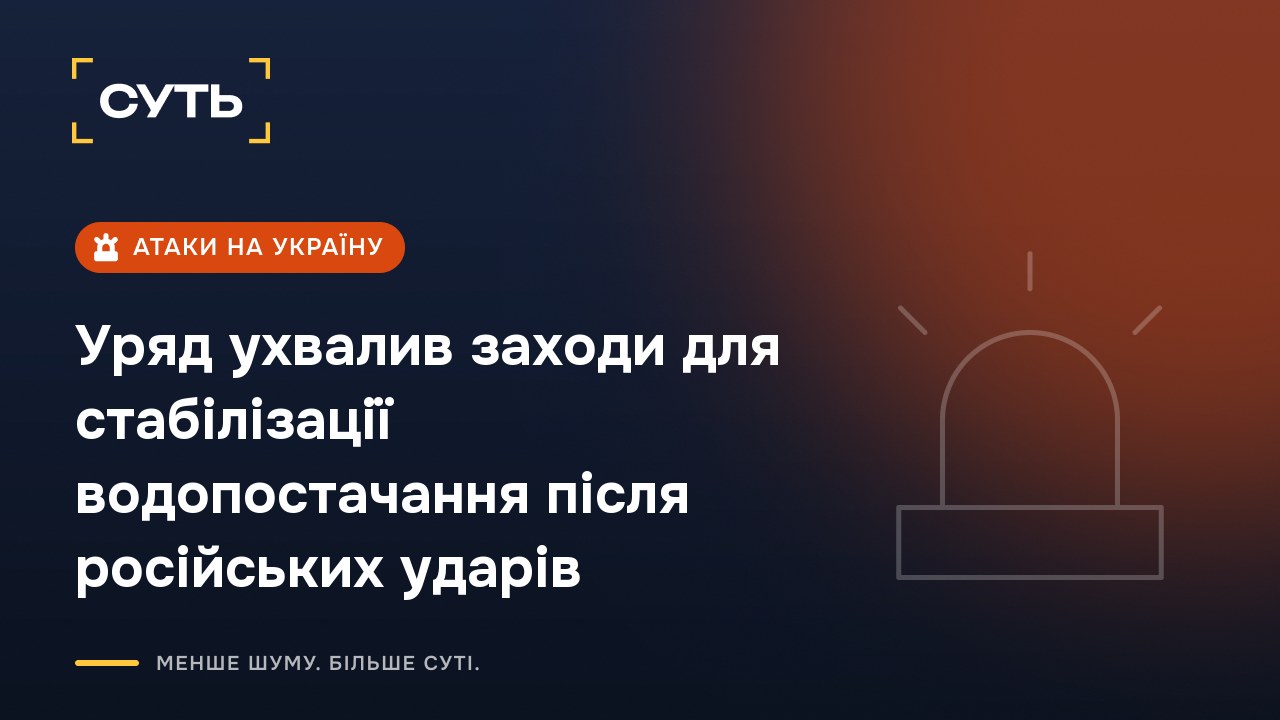 СУТЬ
АТАКИ НА УКРАЇНУ
Уряд ухвалив заходи для
стабілізації
водопостачання після
російських ударів
МЕНШЕ ШУМУ. БІЛЬШЕ СУТІ.